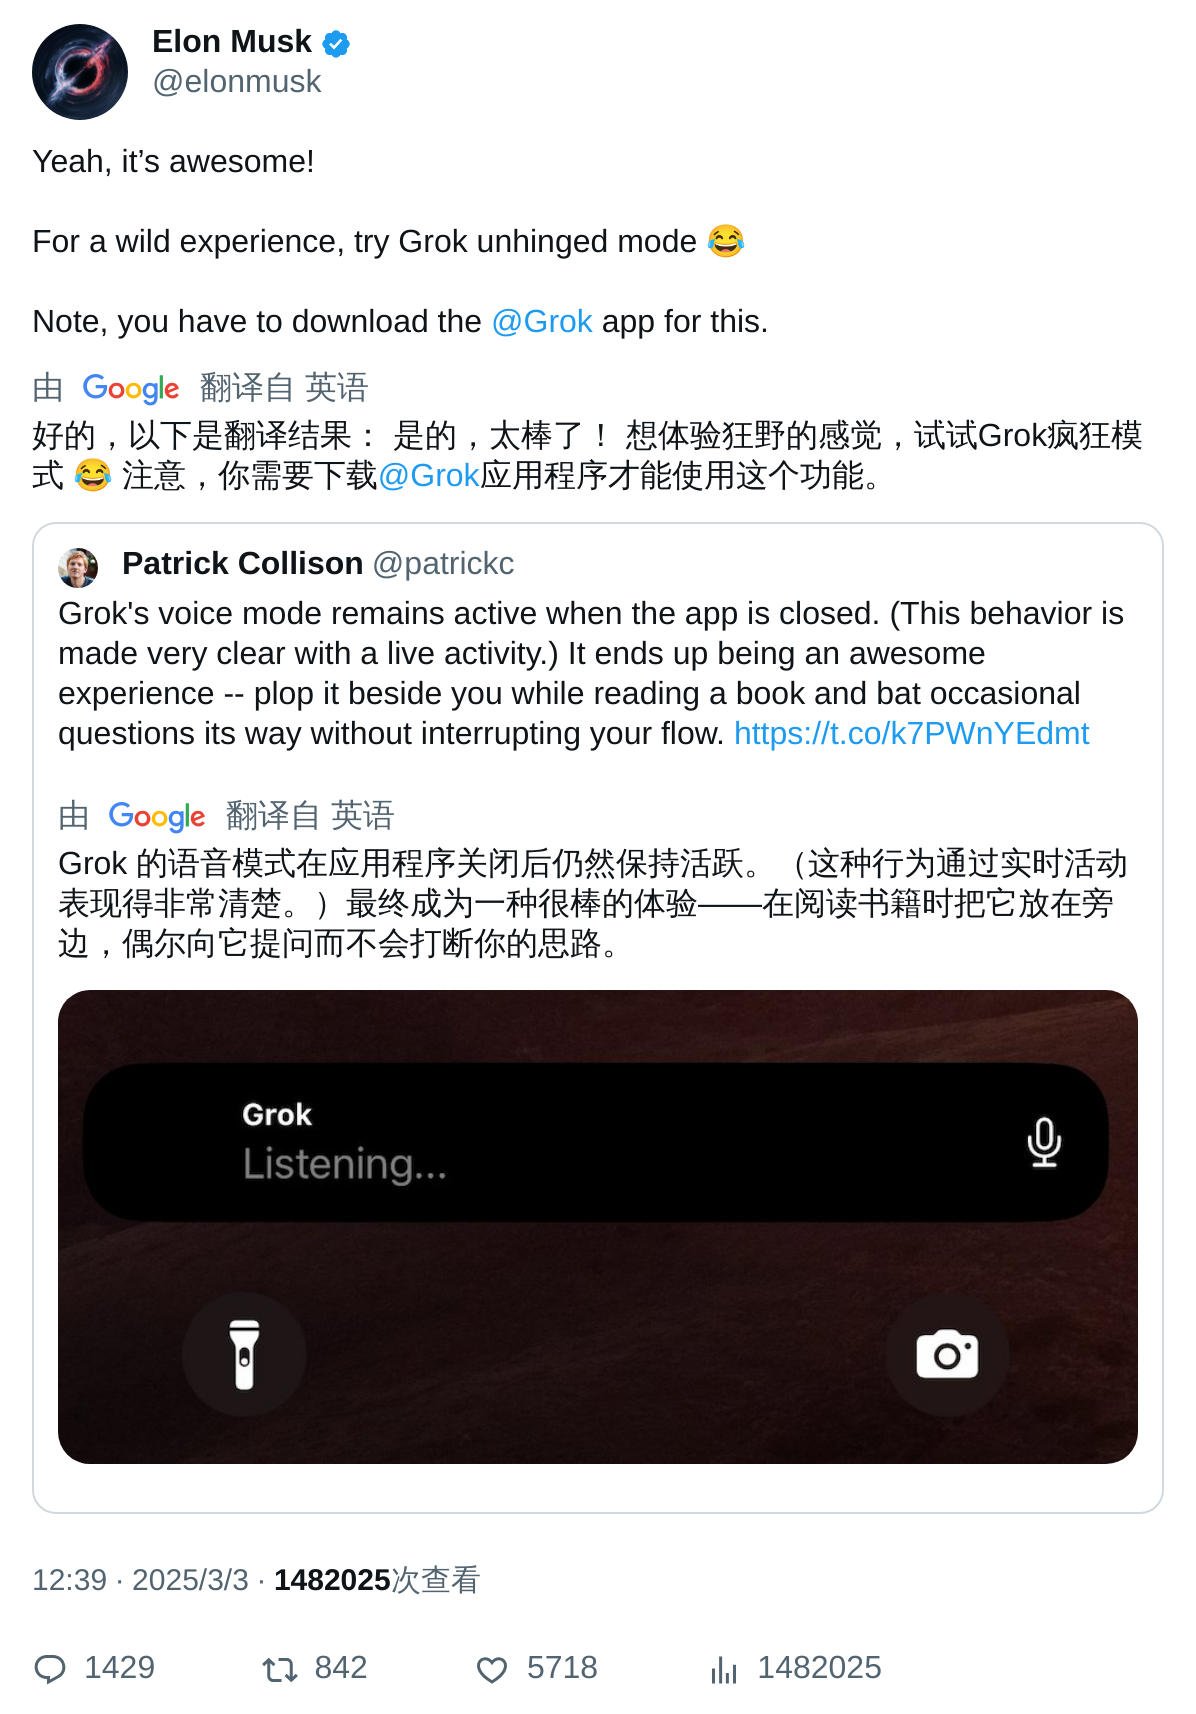 Elon Musk
@elonmusk
Yeah, it’s awesome!
For a wild experience, try Grok unhinged mode 😂
Note, you have to download the @Grok app for this.
由 Google 翻译自 英语
好的，以下是翻译结果： 是的，太棒了！ 想体验狂野的感觉，试试Grok疯狂模
式 😂 注意，你需要下载@Grok应用程序才能使用这个功能。
Patrick Collison @patrickc
Grok's voice mode remains active when the app is closed. (This behavior is
made very clear with a live activity.) It ends up being an awesome
experience -- plop it beside you while reading a book and bat occasional
questions its way without interrupting your flow. https://t.co/k7PWnYEdmt
由 Google 翻译自 英语
Grok 的语音模式在应用程序关闭后仍然保持活跃。（这种行为通过实时活动
表现得非常清楚。）最终成为一种很棒的体验——在阅读书籍时把它放在旁
边，偶尔向它提问而不会打断你的思路。
Grok
Listening...
12:39 · 2025/3/3 · 1482025次查看
1429 842 5718 1482025